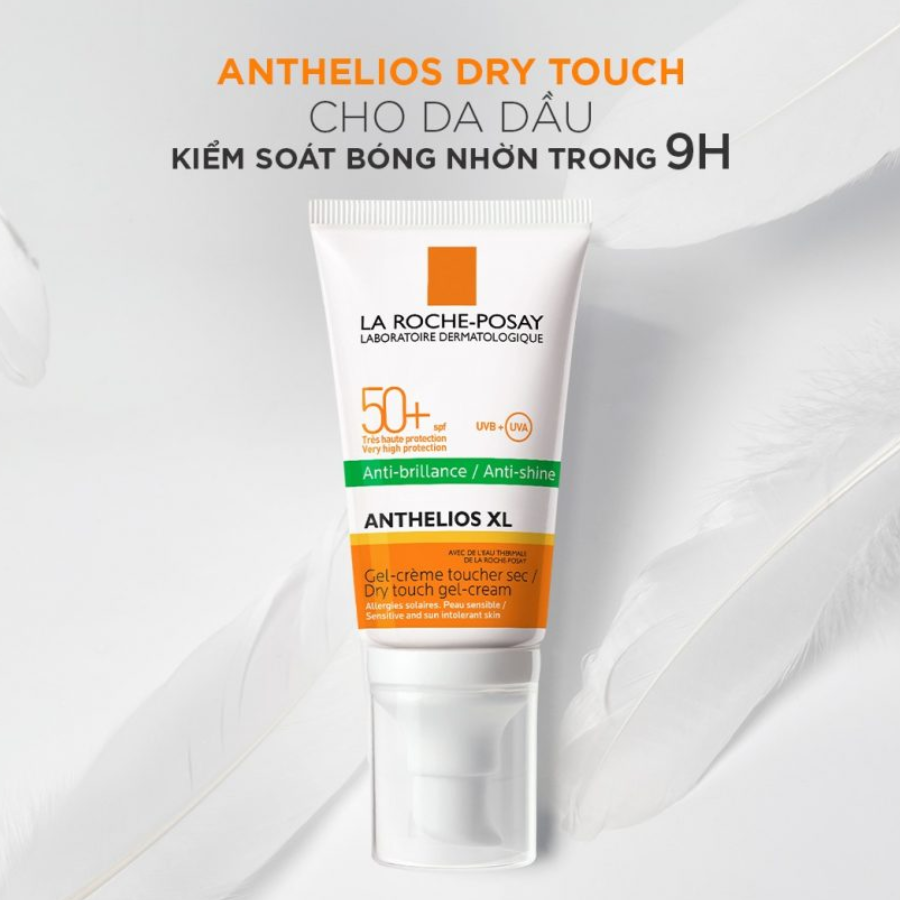 ANTHELIOS DRY TOUCH
CHO DA DẦU
KIỂM SOÁT BÓNG NHỜN TRONG 9H
LA ROCHE-POSAY
LABORATOIRE DERMATOLOGIQUE
50+ spf
UVB + UVA
Très haute protection
Very high protection
Anti-brillance / Anti-shine
ANTHELIOS XL
AVEC DE L'EAU THERMALE
DE LA ROCHE-POSAY
Gel-crème toucher sec /
Dry touch gel-cream
Allergies solaires. Peau sensible /
Sensitive and sun intolerant skin